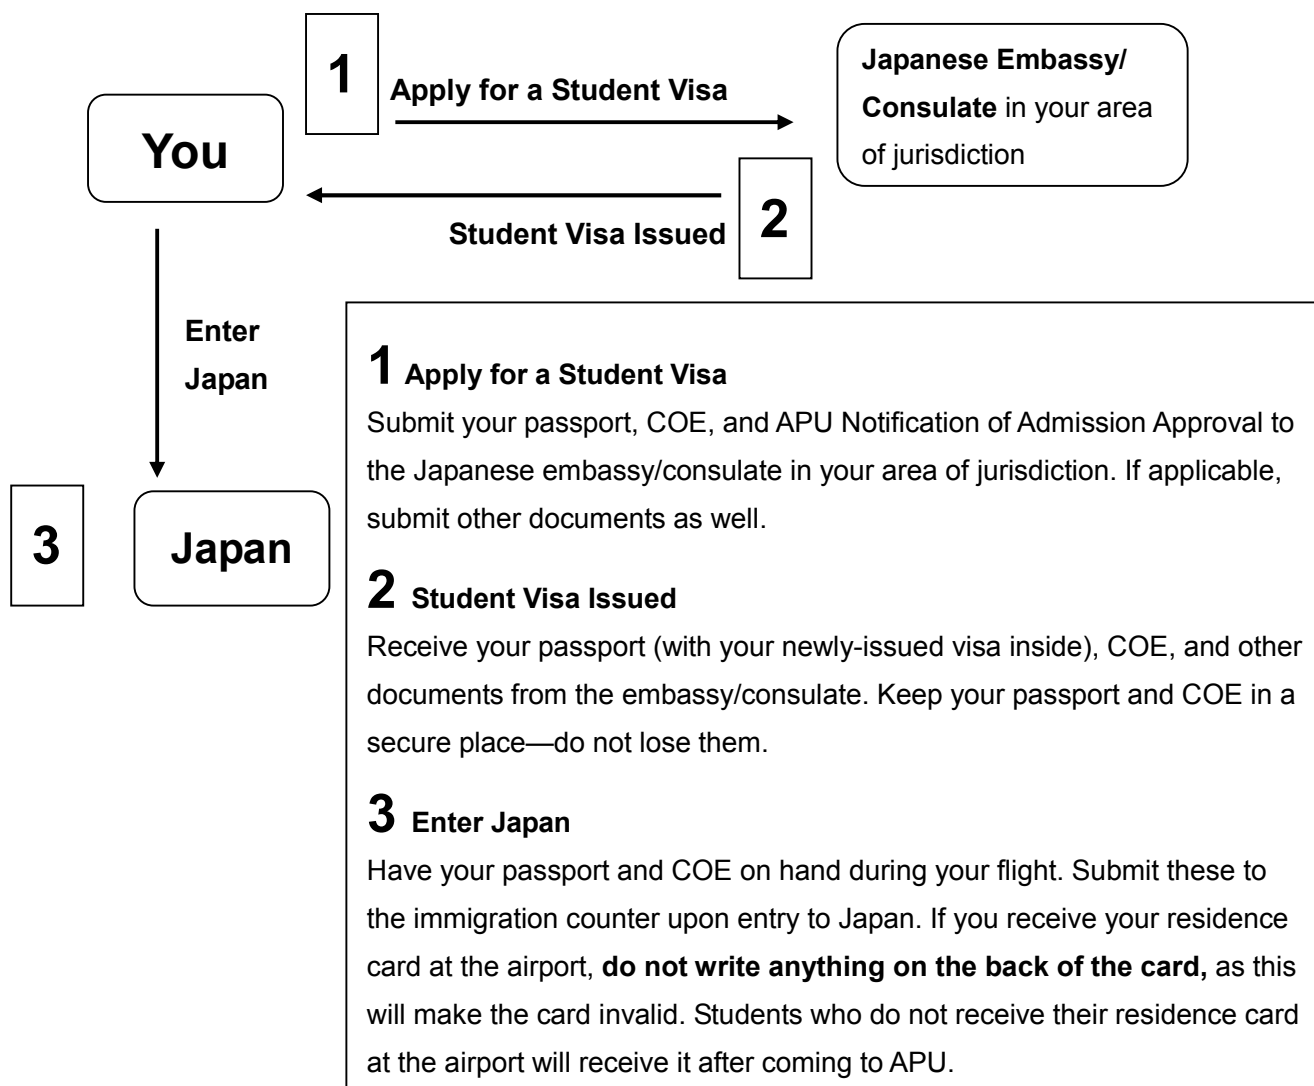 1
Apply for a Student Visa
You
Japanese Embassy/
Consulate in your area
of jurisdiction
2
Student Visa Issued
Enter
Japan
3
Japan
1 Apply for a Student Visa
Submit your passport, COE, and APU Notification of Admission Approval to
the Japanese embassy/consulate in your area of jurisdiction. If applicable,
submit other documents as well.
2 Student Visa Issued
Receive your passport (with your newly-issued visa inside), COE, and other
documents from the embassy/consulate. Keep your passport and COE in a
secure place—do not lose them.
3 Enter Japan
Have your passport and COE on hand during your flight. Submit these to
the immigration counter upon entry to Japan. If you receive your residence
card at the airport, do not write anything on the back of the card, as this
will make the card invalid. Students who do not receive their residence card
at the airport will receive it after coming to APU.